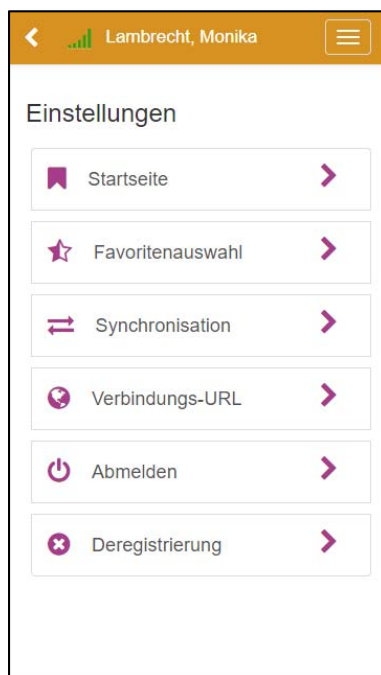 Lambrecht, Monika
Einstellungen
Startseite
Favoritenauswahl
Synchronisation
Verbindungs-URL
Abmelden
Deregistrierung